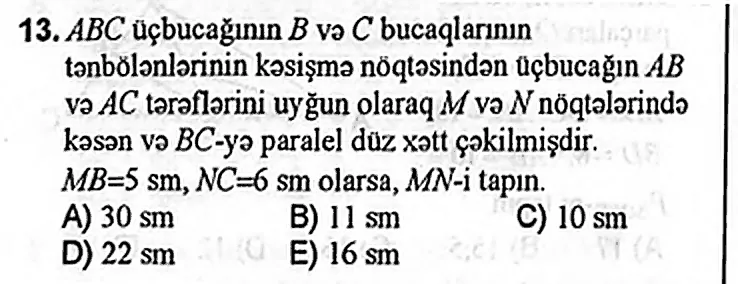 13. ABC üçbucağının B və C bucaqlarının
tənbölənlərinin kəsişmə nöqtəsindən üçbucağın AB
və AC tərəflərini uyğun olaraq M və N nöqtələrində
kəsən və BC-yə paralel düz xətt çəkilmişdir.
MB=5 sm, NC=6 sm olarsa, MN-i tapın.
A) 30 sm B) 11 sm C) 10 sm
D) 22 sm E) 16 sm